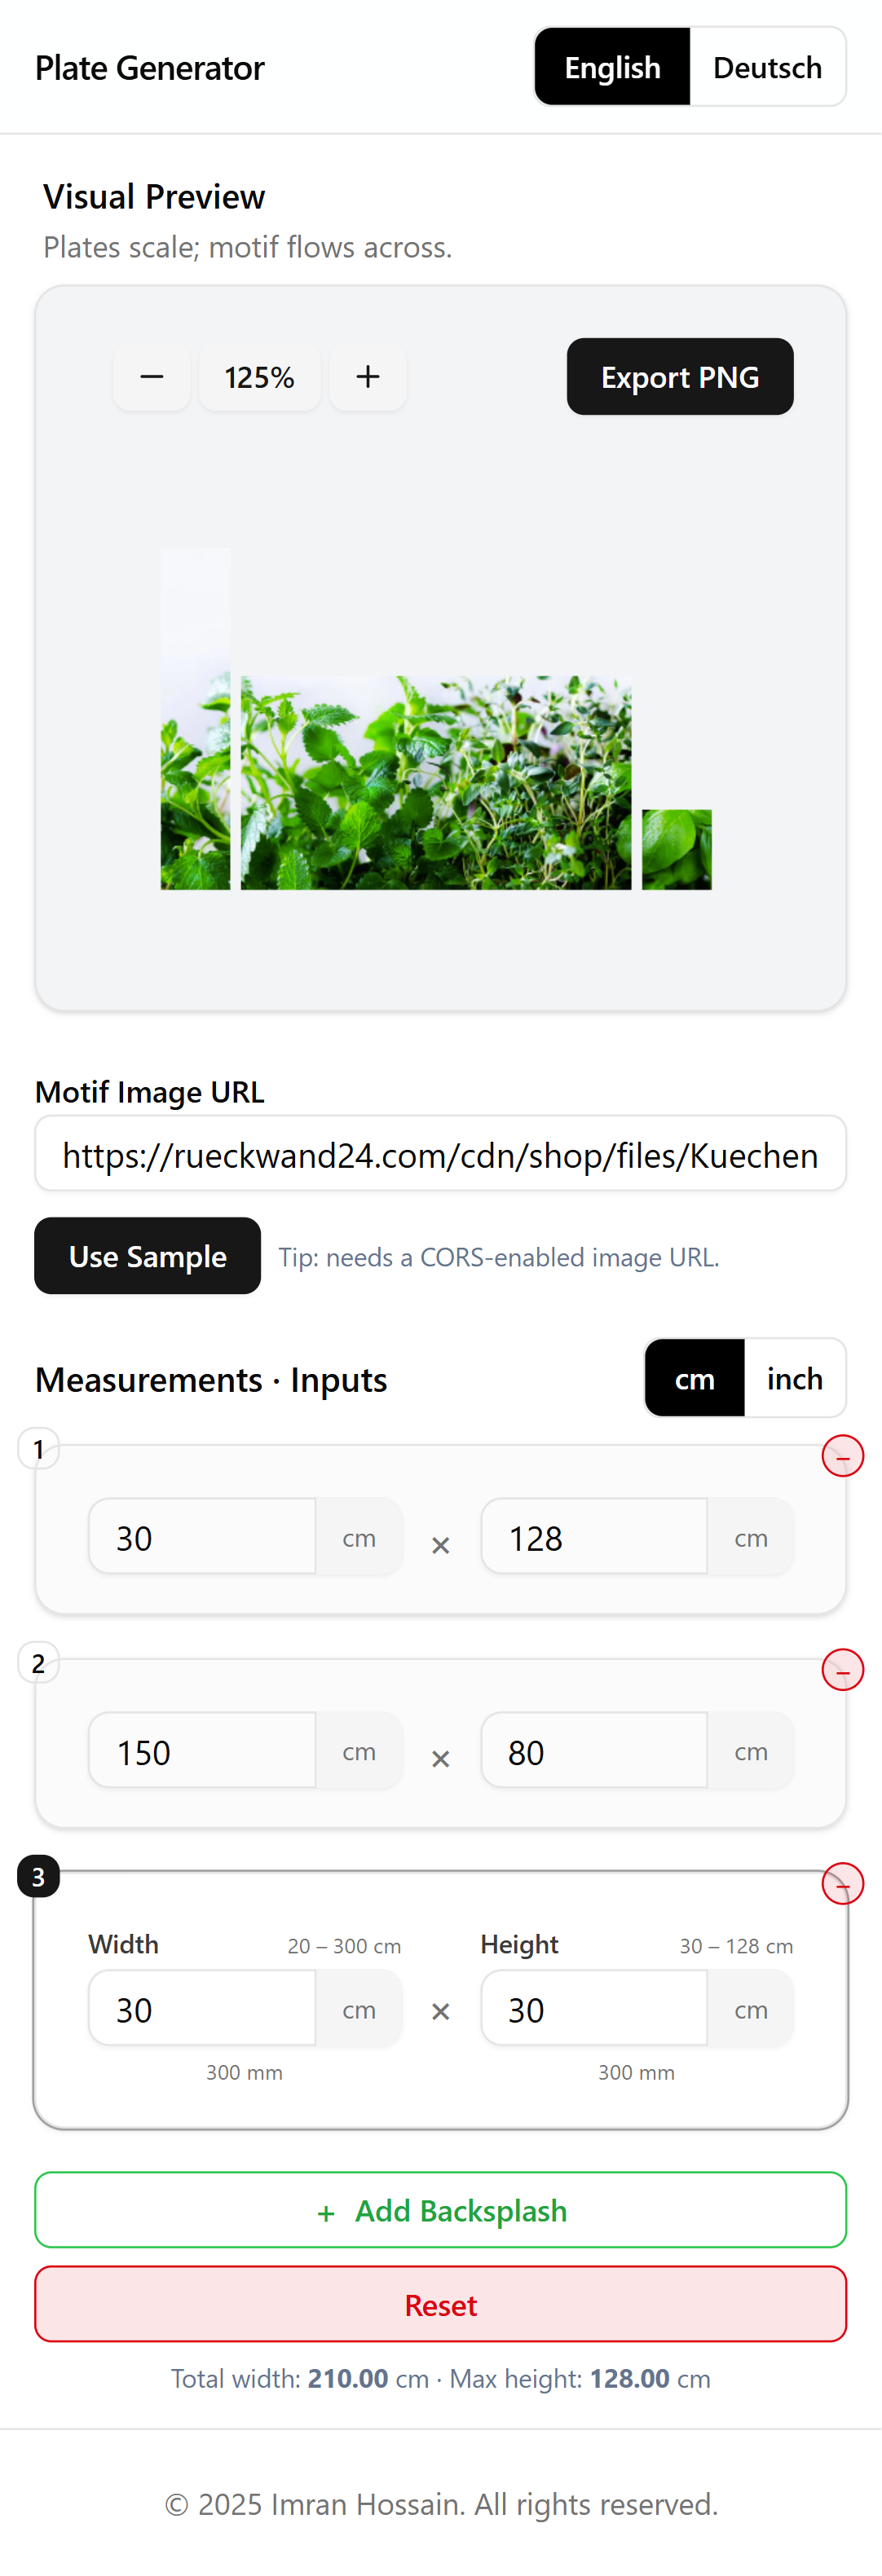 Plate Generator
English Deutsch
Visual Preview
Plates scale; motif flows across.
− 125% +
Export PNG
Motif Image URL
https://rueckwand24.com/cdn/shop/files/Kuechen
Use Sample
Tip: needs a CORS-enabled image URL.
Measurements · Inputs
cm inch
1
–
30 cm × 128 cm
2
–
150 cm × 80 cm
3
–
Width 20 – 300 cm Height 30 – 128 cm
30 cm × 30 cm
300 mm 300 mm
+ Add Backsplash
Reset
Total width: 210.00 cm · Max height: 128.00 cm
© 2025 Imran Hossain. All rights reserved.